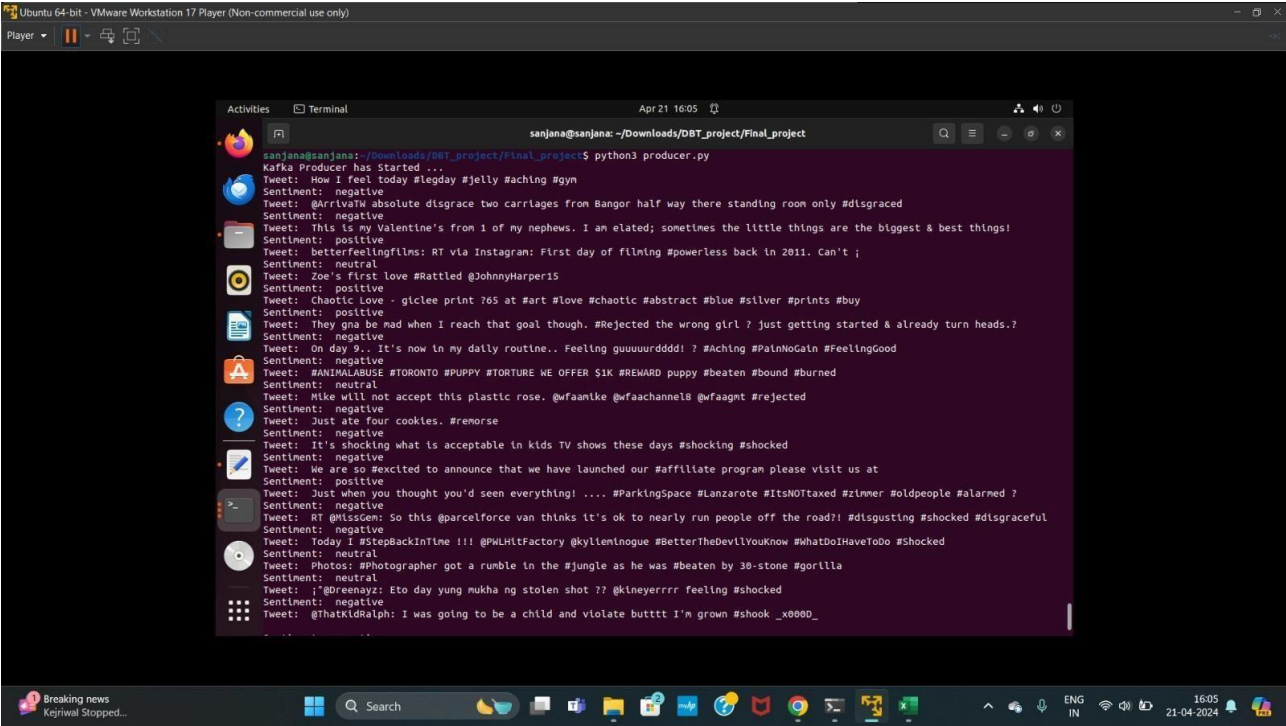 Ubuntu 64-bit - VMware Workstation 17 Player (Non-commercial use only)
Player
Activities Terminal Apr 21 16:05
sanjana@sanjana: ~/Downloads/DBT_project/Final_project
sanjana@sanjana:~/Downloads/DBT_project/Final_project$ python3 producer.py
Kafka Producer has Started ...
Tweet: How I feel today #legday #jelly #aching #gym
Sentiment: negative
Tweet: @ArrivaTW absolute disgrace two carriages from Bangor half way there standing room only #disgraced
Sentiment: negative
Tweet: This is my Valentine's from 1 of my nephews. I am elated; sometimes the little things are the biggest & best things!
Sentiment: positive
Tweet: betterfeelingfilms: RT via Instagram: First day of filming #powerless back in 2011. Can't ¡
Sentiment: neutral
Tweet: Zoe's first love #Rattled @JohnnyHarper15
Sentiment: positive
Tweet: Chaotic Love - giclee print ?65 at #art #love #chaotic #abstract #blue #silver #prints #buy
Sentiment: positive
Tweet: They gna be mad when I reach that goal though. #Rejected the wrong girl ? just getting started & already turn heads.?
Sentiment: negative
Tweet: On day 9.. It's now in my daily routine.. Feeling guuuurdddd! ? #Aching #PainNoGain #FeelingGood
Sentiment: negative
Tweet: #ANIMALABUSE #TORONTO #PUPPY #TORTURE WE OFFER $1K #REWARD puppy #beaten #bound #burned
Sentiment: neutral
Tweet: Mike will not accept this plastic rose. @wfaamike @wfaachannel8 @wfaagmt #rejected
Sentiment: negative
Tweet: Just ate four cookies. #remorse
Sentiment: negative
Tweet: It's shocking what is acceptable in kids TV shows these days #shocking #shocked
Sentiment: negative
Tweet: We are so #excited to announce that we have launched our #affiliate program please visit us at
Sentiment: positive
Tweet: Just when you thought you'd seen everything! .... #ParkingSpace #Lanzarote #ItsNOTtaxed #zimmer #oldpeople #alarmed ?
Sentiment: negative
Tweet: RT @MissGem: So this @parcelforce van thinks it's ok to nearly run people off the road?! #disgusting #shocked #disgraceful
Sentiment: negative
Tweet: Today I #StepBackInTime !!! @PWLHitFactory @kylieminogue #BetterTheDevilYouKnow #WhatDoIHaveToDo #Shocked
Sentiment: neutral
Tweet: Photos: #Photographer got a rumble in the #jungle as he was #beaten by 30-stone #gorilla
Sentiment: neutral
Tweet: ¡°@Dreenayz: Eto day yung mukha ng stolen shot ?? @kineyerrrr feeling #shocked
Sentiment: negative
Tweet: @ThatKidRalph: I was going to be a child and violate butttt I'm grown #shook _x000D_
1 Breaking news
Kejriwal Stopped...
Search
ENG
IN
16:05
21-04-2024